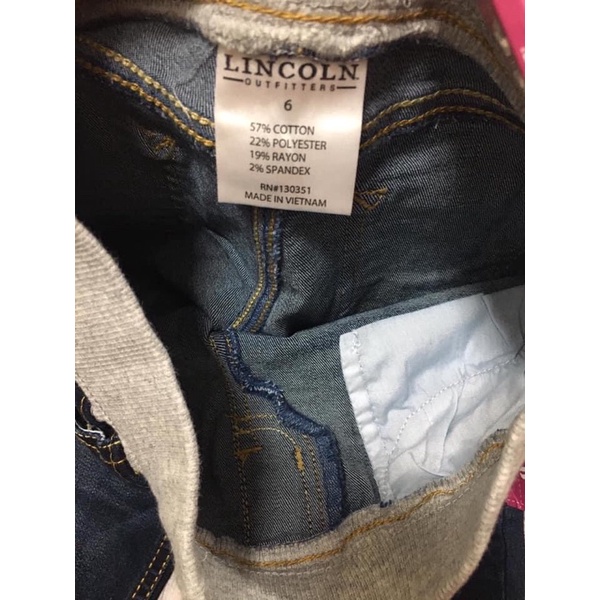 LINCOLN
OUTFITTERS
6
57% COTTON
22% POLYESTER
19% RAYON
2% SPANDEX
RN#130351
MADE IN VIETNAM